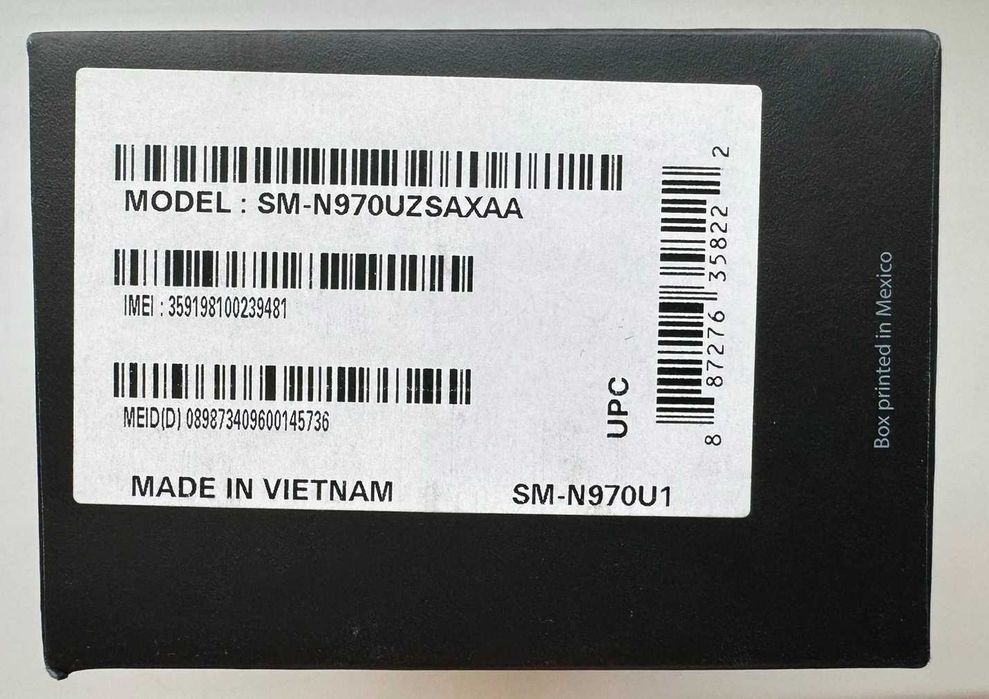 MODEL : SM-N970UZSAXAA
IMEI : 359198100239481
MEID(D) 089873409600145736
MADE IN VIETNAM
SM-N970U1
UPC
8 87276 35822 2
Box printed in Mexico